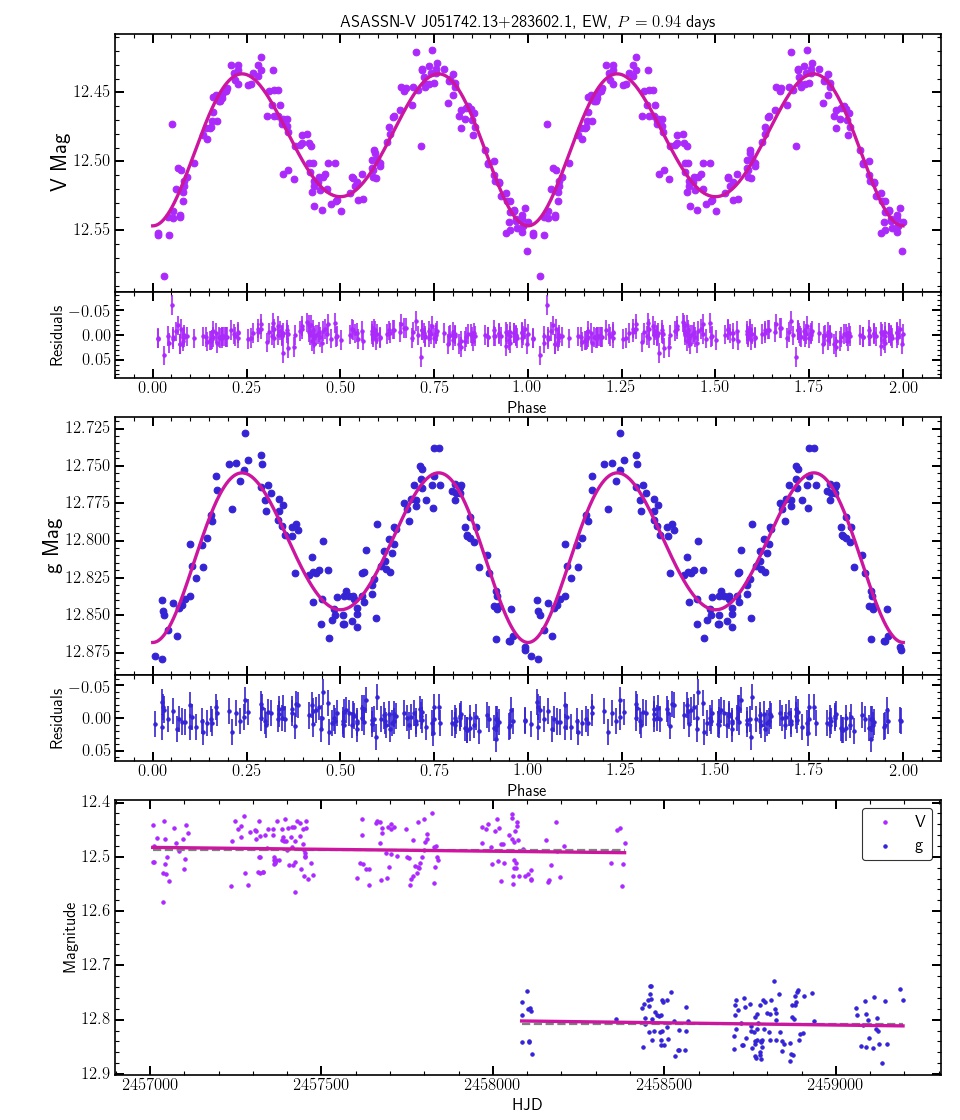 ASASSN-V J051742.13+283602.1, EW, P = 0.94 days
V Mag
12.45
12.50
12.55
Residuals
−0.05
0.00
0.05
0.00 0.25 0.50 0.75 1.00 1.25 1.50 1.75 2.00
Phase
g Mag
12.725
12.750
12.775
12.800
12.825
12.850
12.875
Residuals
−0.05
0.00
0.05
0.00 0.25 0.50 0.75 1.00 1.25 1.50 1.75 2.00
Phase
Magnitude
12.4
12.5
12.6
12.7
12.8
12.9
V
g
2457000 2457500 2458000 2458500 2459000
HJD